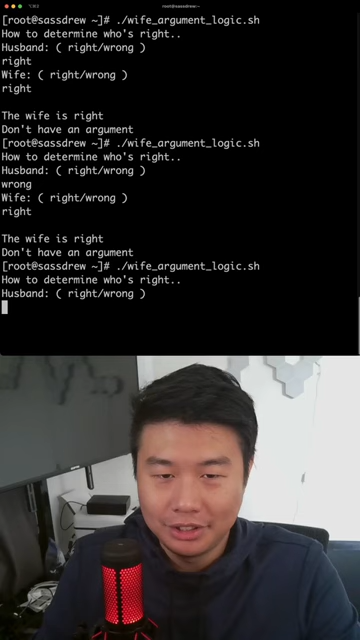 [root@sassdrew ~]# ./wife_argument_logic.sh
How to determine who's right..
Husband: ( right/wrong )
right
Wife: ( right/wrong )
right
The wife is right
Don't have an argument
[root@sassdrew ~]# ./wife_argument_logic.sh
How to determine who's right..
Husband: ( right/wrong )
wrong
Wife: ( right/wrong )
right
The wife is right
Don't have an argument
[root@sassdrew ~]# ./wife_argument_logic.sh
How to determine who's right..
Husband: ( right/wrong )